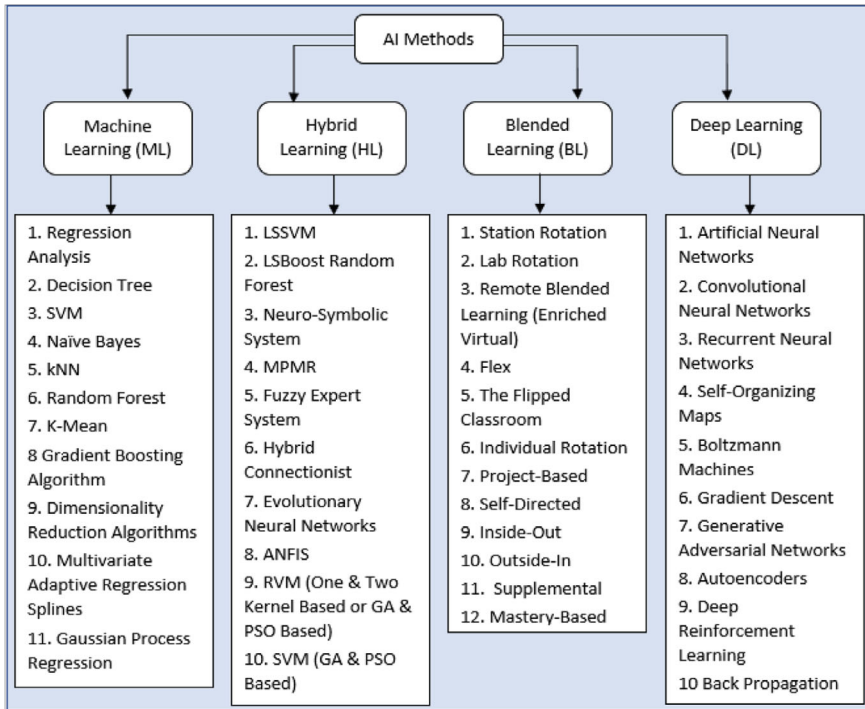 AI Methods
Machine
Learning (ML)
Hybrid
Learning (HL)
Blended
Learning (BL)
Deep Learning
(DL)
1. Regression
Analysis
2. Decision Tree
3. SVM
4. Naïve Bayes
5. kNN
6. Random Forest
7. K-Mean
8 Gradient Boosting
Algorithm
9. Dimensionality
Reduction Algorithms
10. Multivariate
Adaptive Regression
Splines
11. Gaussian Process
Regression
1. LSSVM
2. LSBoost Random
Forest
3. Neuro-Symbolic
System
4. MPMR
5. Fuzzy Expert
System
6. Hybrid
Connectionist
7. Evolutionary
Neural Networks
8. ANFIS
9. RVM (One & Two
Kernel Based or GA &
PSO Based)
10. SVM (GA & PSO
Based)
1. Station Rotation
2. Lab Rotation
3. Remote Blended
Learning (Enriched
Virtual)
4. Flex
5. The Flipped
Classroom
6. Individual Rotation
7. Project-Based
8. Self-Directed
9. Inside-Out
10. Outside-In
11. Supplemental
12. Mastery-Based
1. Artificial Neural
Networks
2. Convolutional
Neural Networks
3. Recurrent Neural
Networks
4. Self-Organizing
Maps
5. Boltzmann
Machines
6. Gradient Descent
7. Generative
Adversarial Networks
8. Autoencoders
9. Deep
Reinforcement
Learning
10 Back Propagation